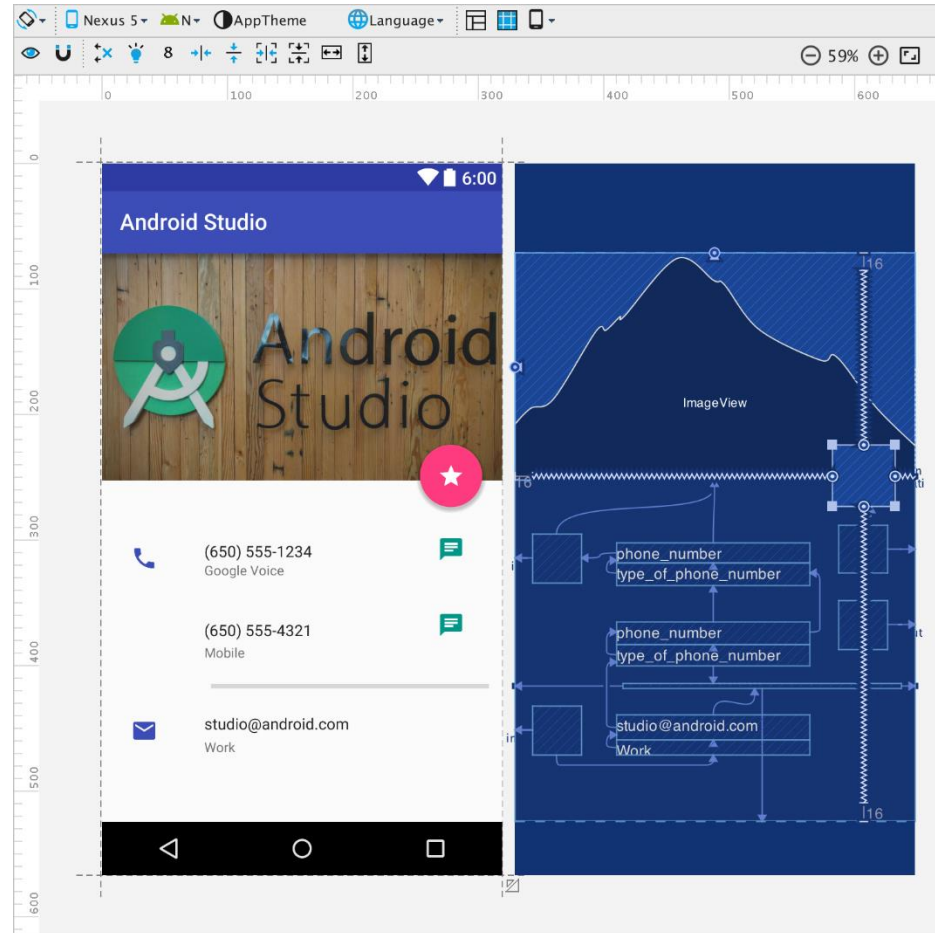 Nexus 5 N AppTheme Language
8 59%
0 100 200 300 400 500 600
0
100
200
300
400
500
600
6:00
Android Studio
Android
Studio
(650) 555-1234
Google Voice
(650) 555-4321
Mobile
studio@android.com
Work
16
ImageView
16
phone_number
type_of_phone_number
phone_number
type_of_phone_number
studio@android.com
Work
16